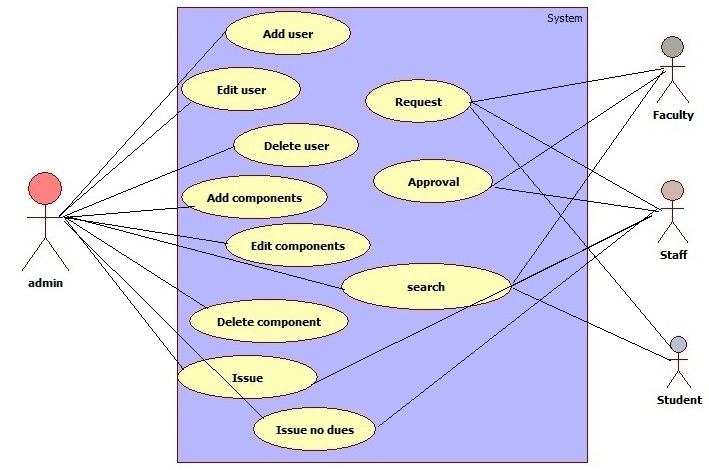 System
Add user
Edit user
Request
Faculty
Delete user
Approval
Add components
admin
Edit components
Staff
search
Delete component
Issue
Student
Issue no dues